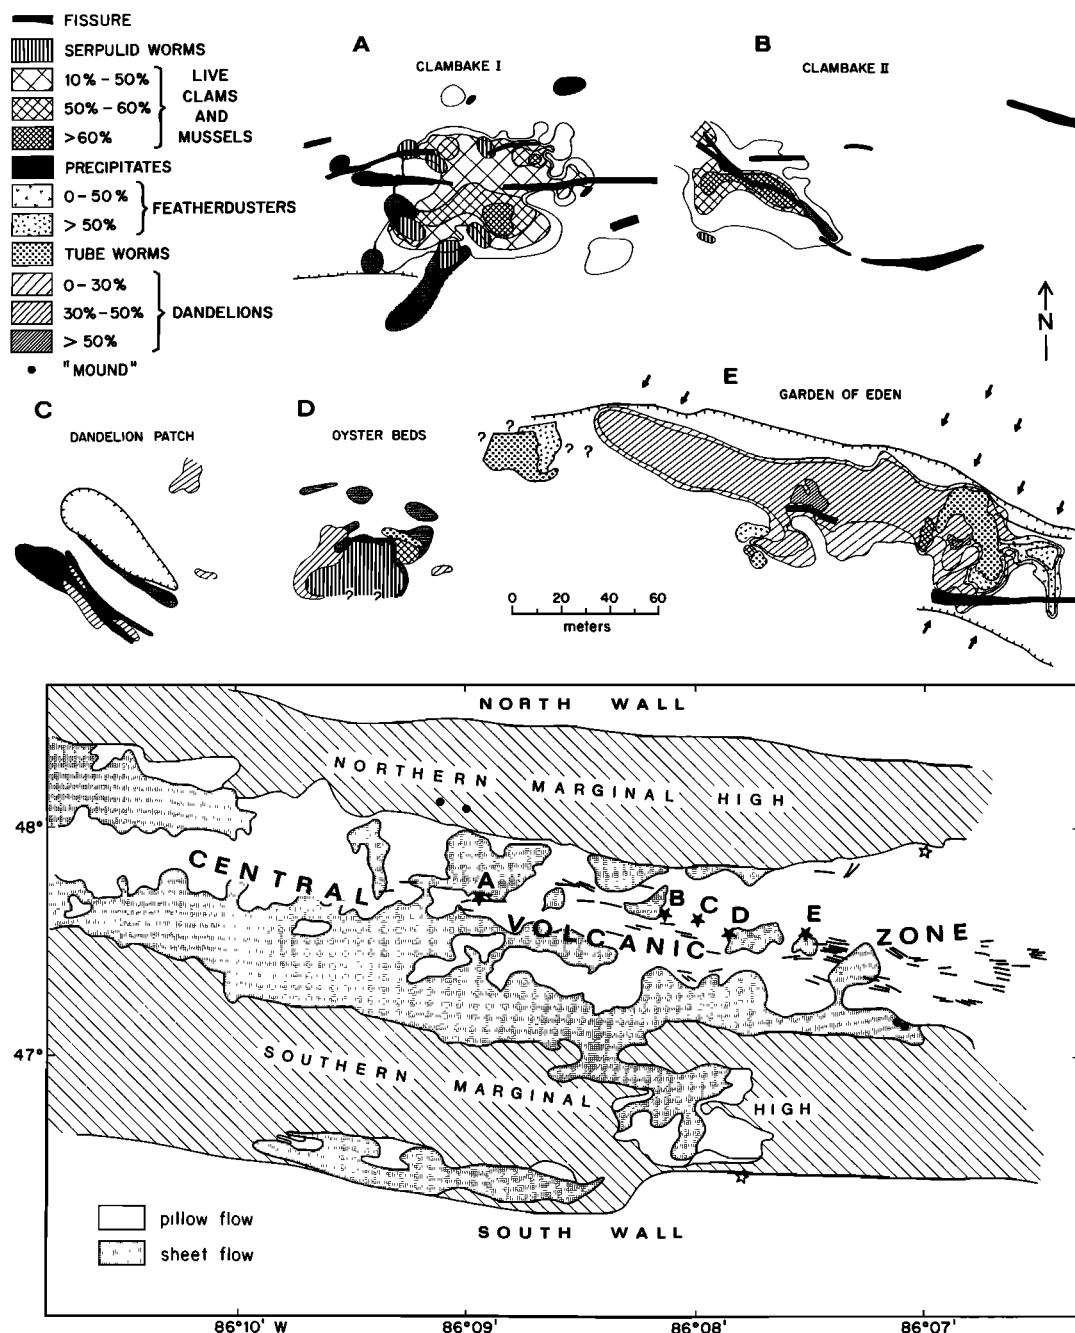 FISSURE
SERPULID WORMS
10% - 50%
50% - 60%
>60%
LIVE
CLAMS
AND
MUSSELS
PRECIPITATES
0-50%
> 50%
FEATHERDUSTERS
TUBE WORMS
0-30%
30%-50%
> 50%
DANDELIONS
"MOUND"
A
CLAMBAKE I
B
CLAMBAKE II
N
C
DANDELION PATCH
D
OYSTER BEDS
E
GARDEN OF EDEN
? ? ? ?
? ?
0 20 40 60
meters
NORTH WALL
NORTHERN MARGINAL HIGH
48°
CENTRAL VOLCANIC ZONE
A
B
C
D
E
47°
SOUTHERN MARGINAL HIGH
SOUTH WALL
pillow flow
sheet flow
86°10' W
86°09'
86°08'
86°07'